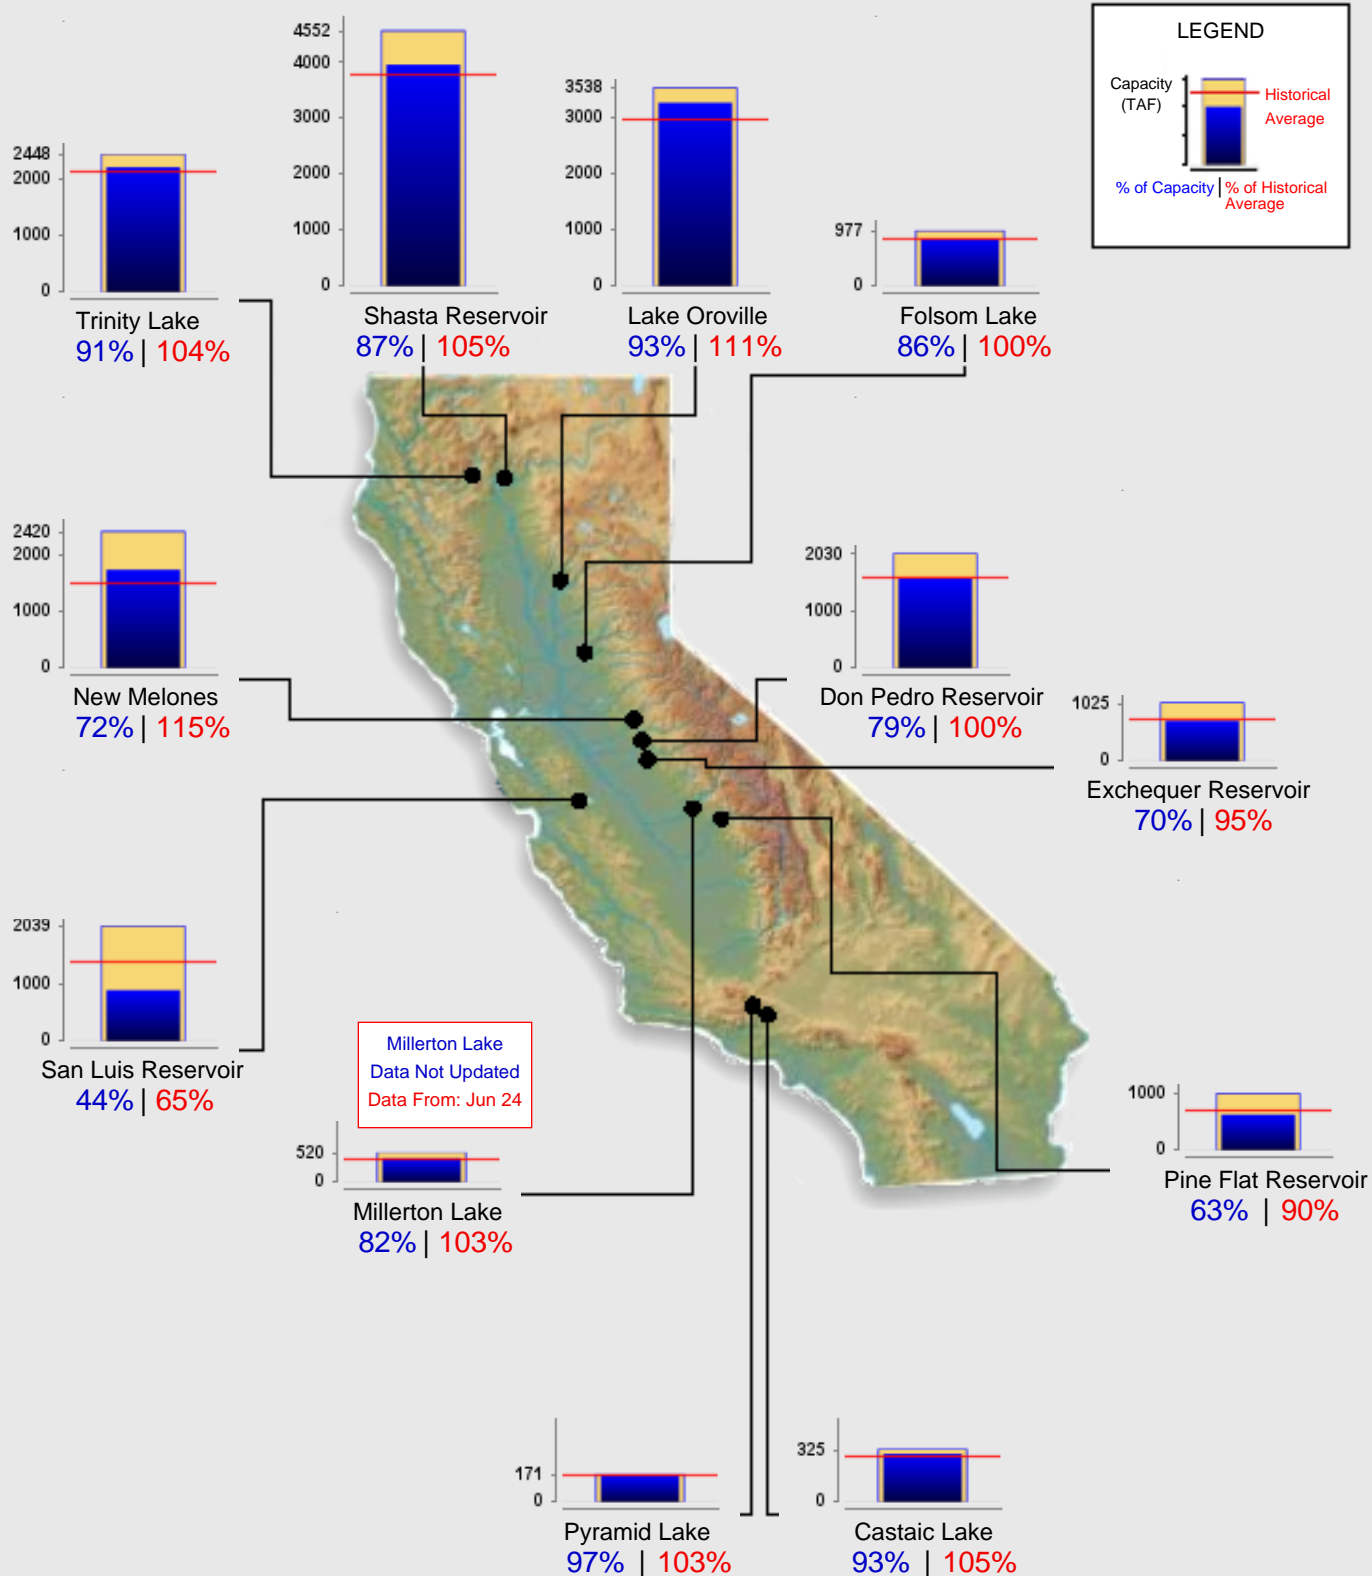 LEGEND
Capacity
(TAF)
Historical
Average
% of Capacity | % of Historical
Average
4552
4000
3000
2000
1000
0
Shasta Reservoir
87% | 105%
3538
3000
2000
1000
0
Lake Oroville
93% | 111%
2448
2000
1000
0
Trinity Lake
91% | 104%
977
0
Folsom Lake
86% | 100%
2420
2000
1000
0
New Melones
72% | 115%
2030
1000
0
Don Pedro Reservoir
79% | 100%
1025
0
Exchequer Reservoir
70% | 95%
2039
1000
0
San Luis Reservoir
44% | 65%
Millerton Lake
Data Not Updated
Data From: Jun 24
520
0
Millerton Lake
82% | 103%
1000
0
Pine Flat Reservoir
63% | 90%
171
0
Pyramid Lake
97% | 103%
325
0
Castaic Lake
93% | 105%